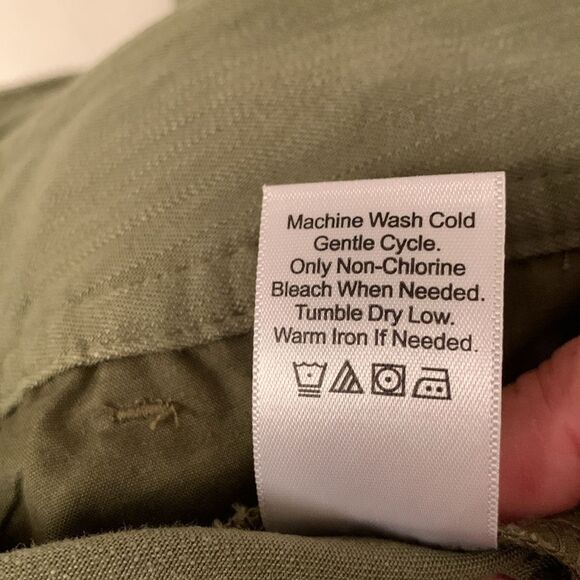 Machine Wash Cold
Gentle Cycle.
Only Non-Chlorine
Bleach When Needed.
Tumble Dry Low.
Warm Iron If Needed.